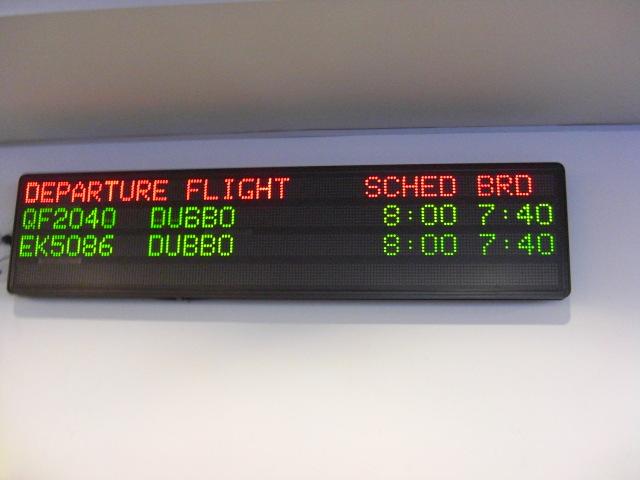 DEPARTURE FLIGHT SCHED BRD
QF2040 DUBBO 8:00 7:40
EK5086 DUBBO 8:00 7:40